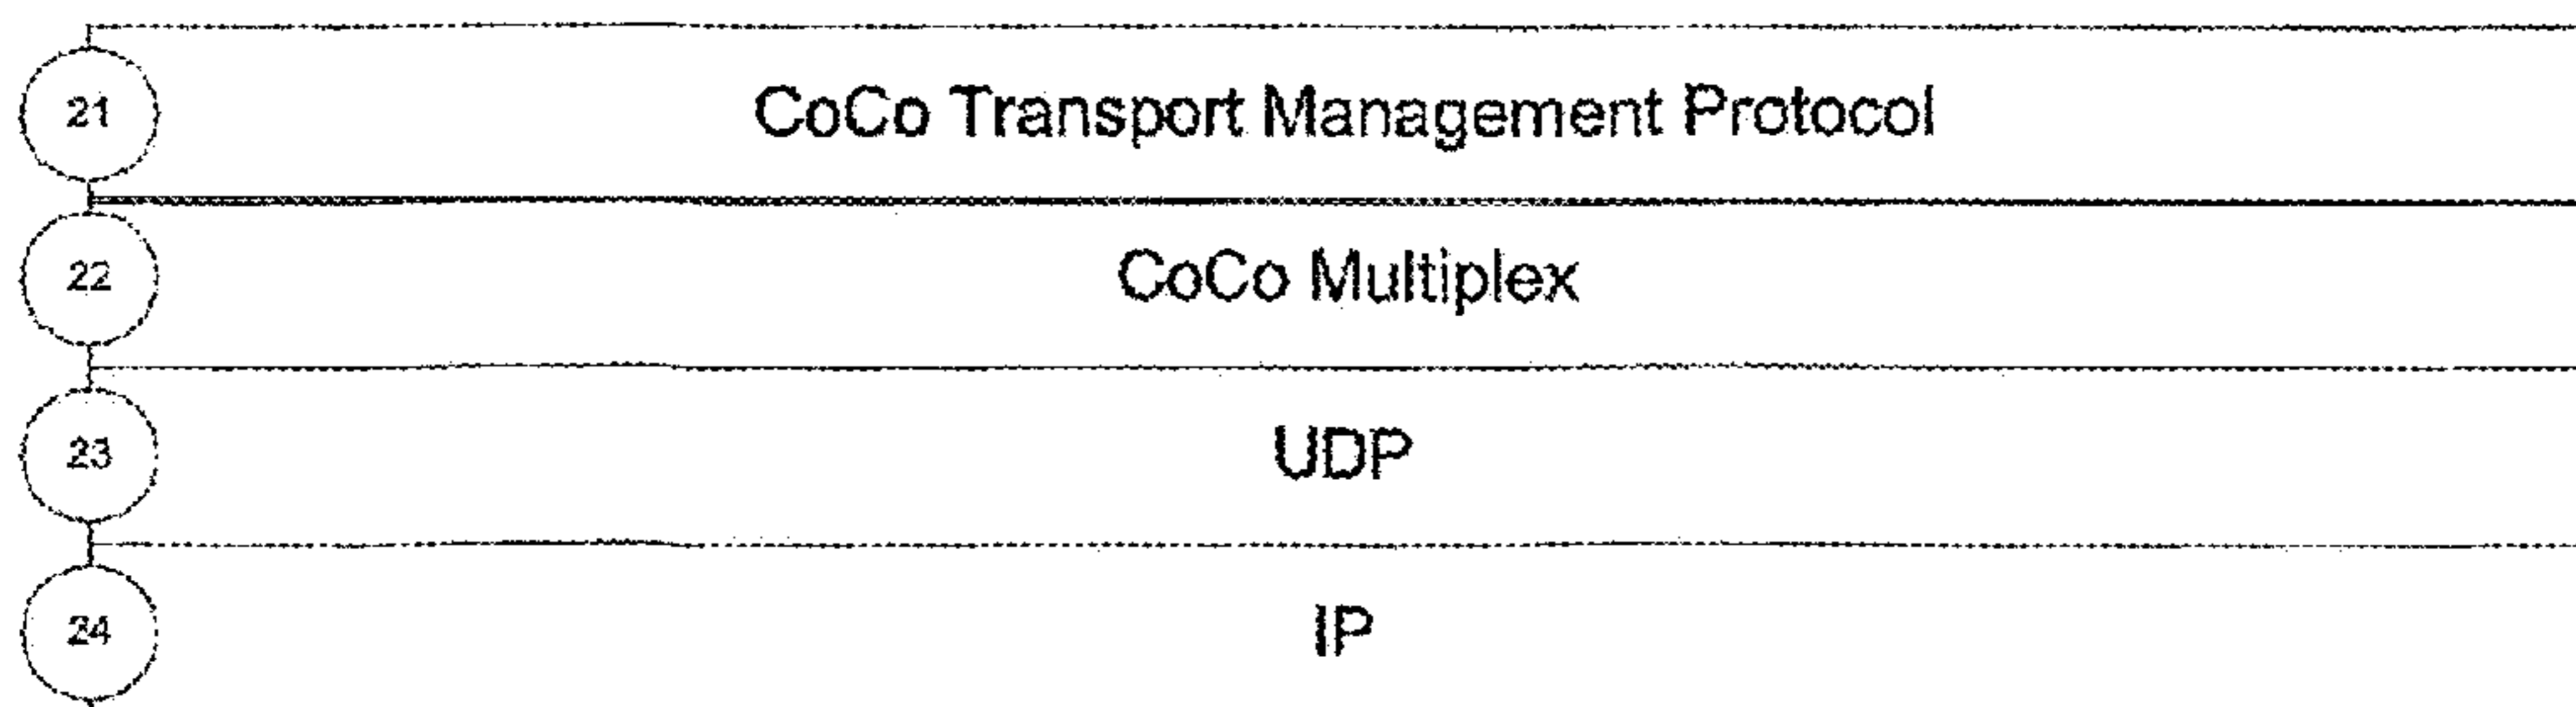 21 CoCo Transport Management Protocol
22 CoCo Multiplex
23 UDP
24 IP